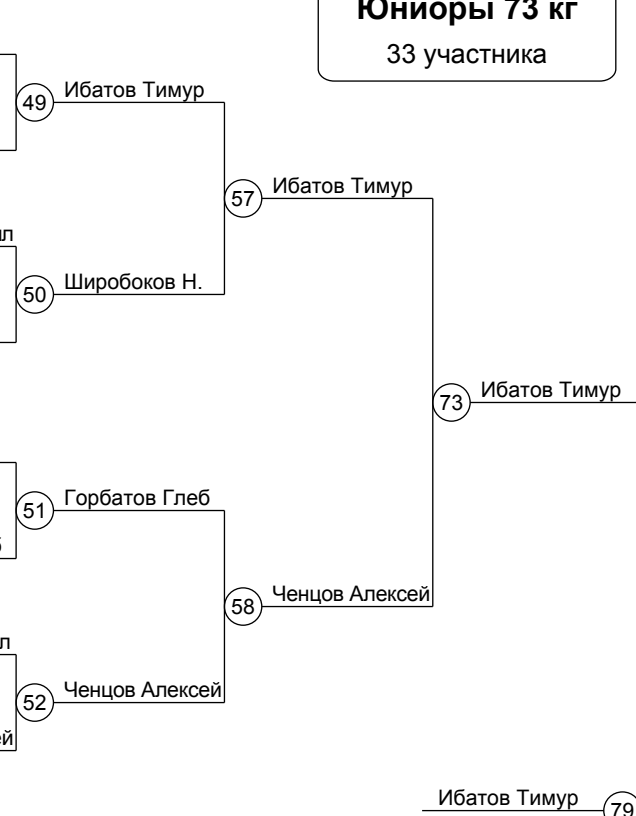 Юниоры 73 кг
33 участника
49 Ибатов Тимур
57 Ибатов Тимур
50 Широбоков Н.
73 Ибатов Тимур
51 Горбатов Глеб
58 Ченцов Алексей
52 Ченцов Алексей
Ибатов Тимур 79